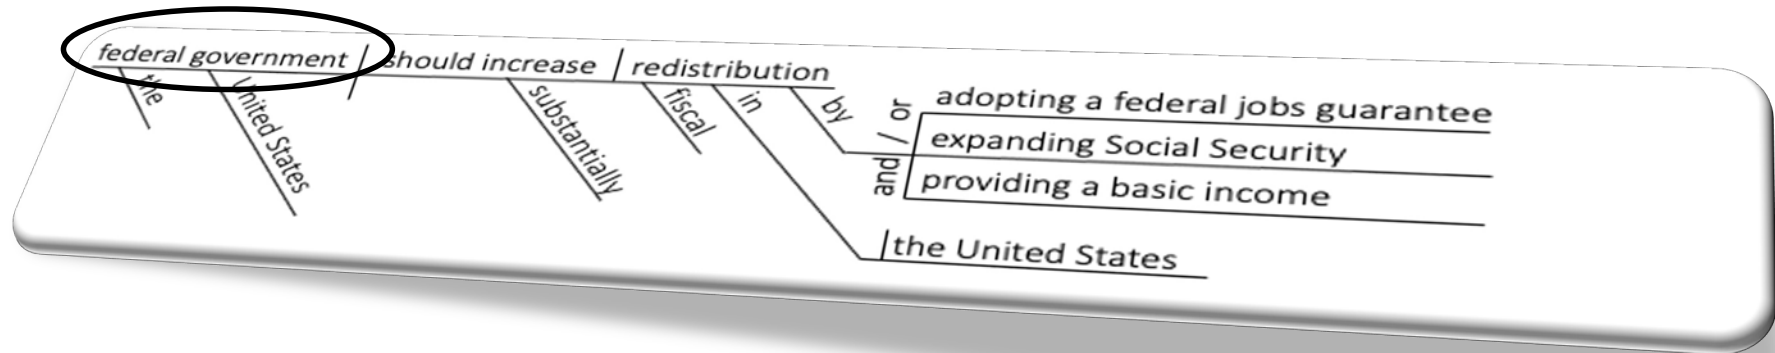 federal government should increase redistribution
the
United States
substantially
fiscal
in
by
and / or
adopting a federal jobs guarantee
expanding Social Security
providing a basic income
the United States